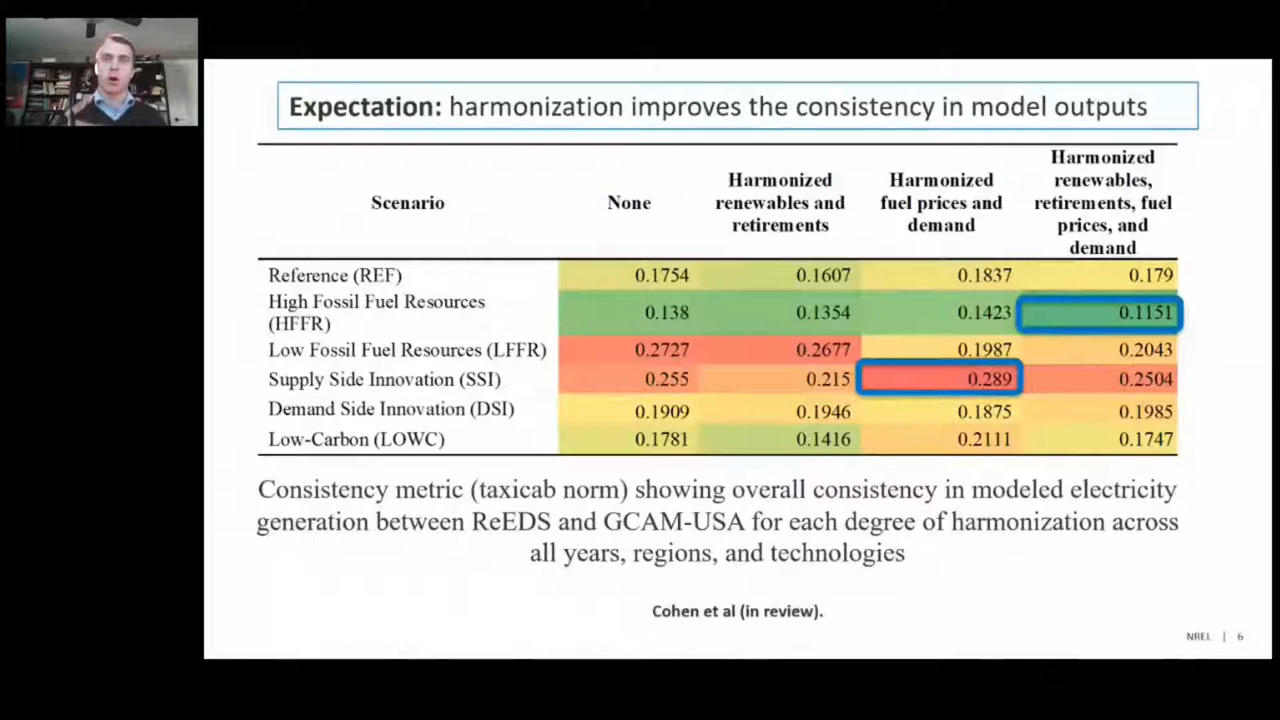 Expectation: harmonization improves the consistency in model outputs
Scenario
None
Harmonized
renewables and
retirements
Harmonized
fuel prices and
demand
Harmonized
renewables,
retirements, fuel
prices, and
demand
Reference (REF) 0.1754 0.1607 0.1837 0.179
High Fossil Fuel Resources
(HFFR) 0.138 0.1354 0.1423 0.1151
Low Fossil Fuel Resources (LFFR) 0.2727 0.2677 0.1987 0.2043
Supply Side Innovation (SSI) 0.255 0.215 0.289 0.2504
Demand Side Innovation (DSI) 0.1909 0.1946 0.1875 0.1985
Low-Carbon (LOWC) 0.1781 0.1416 0.2111 0.1747
Consistency metric (taxicab norm) showing overall consistency in modeled electricity
generation between ReEDS and GCAM-USA for each degree of harmonization across
all years, regions, and technologies
Cohen et al (in review).
NREL | 6